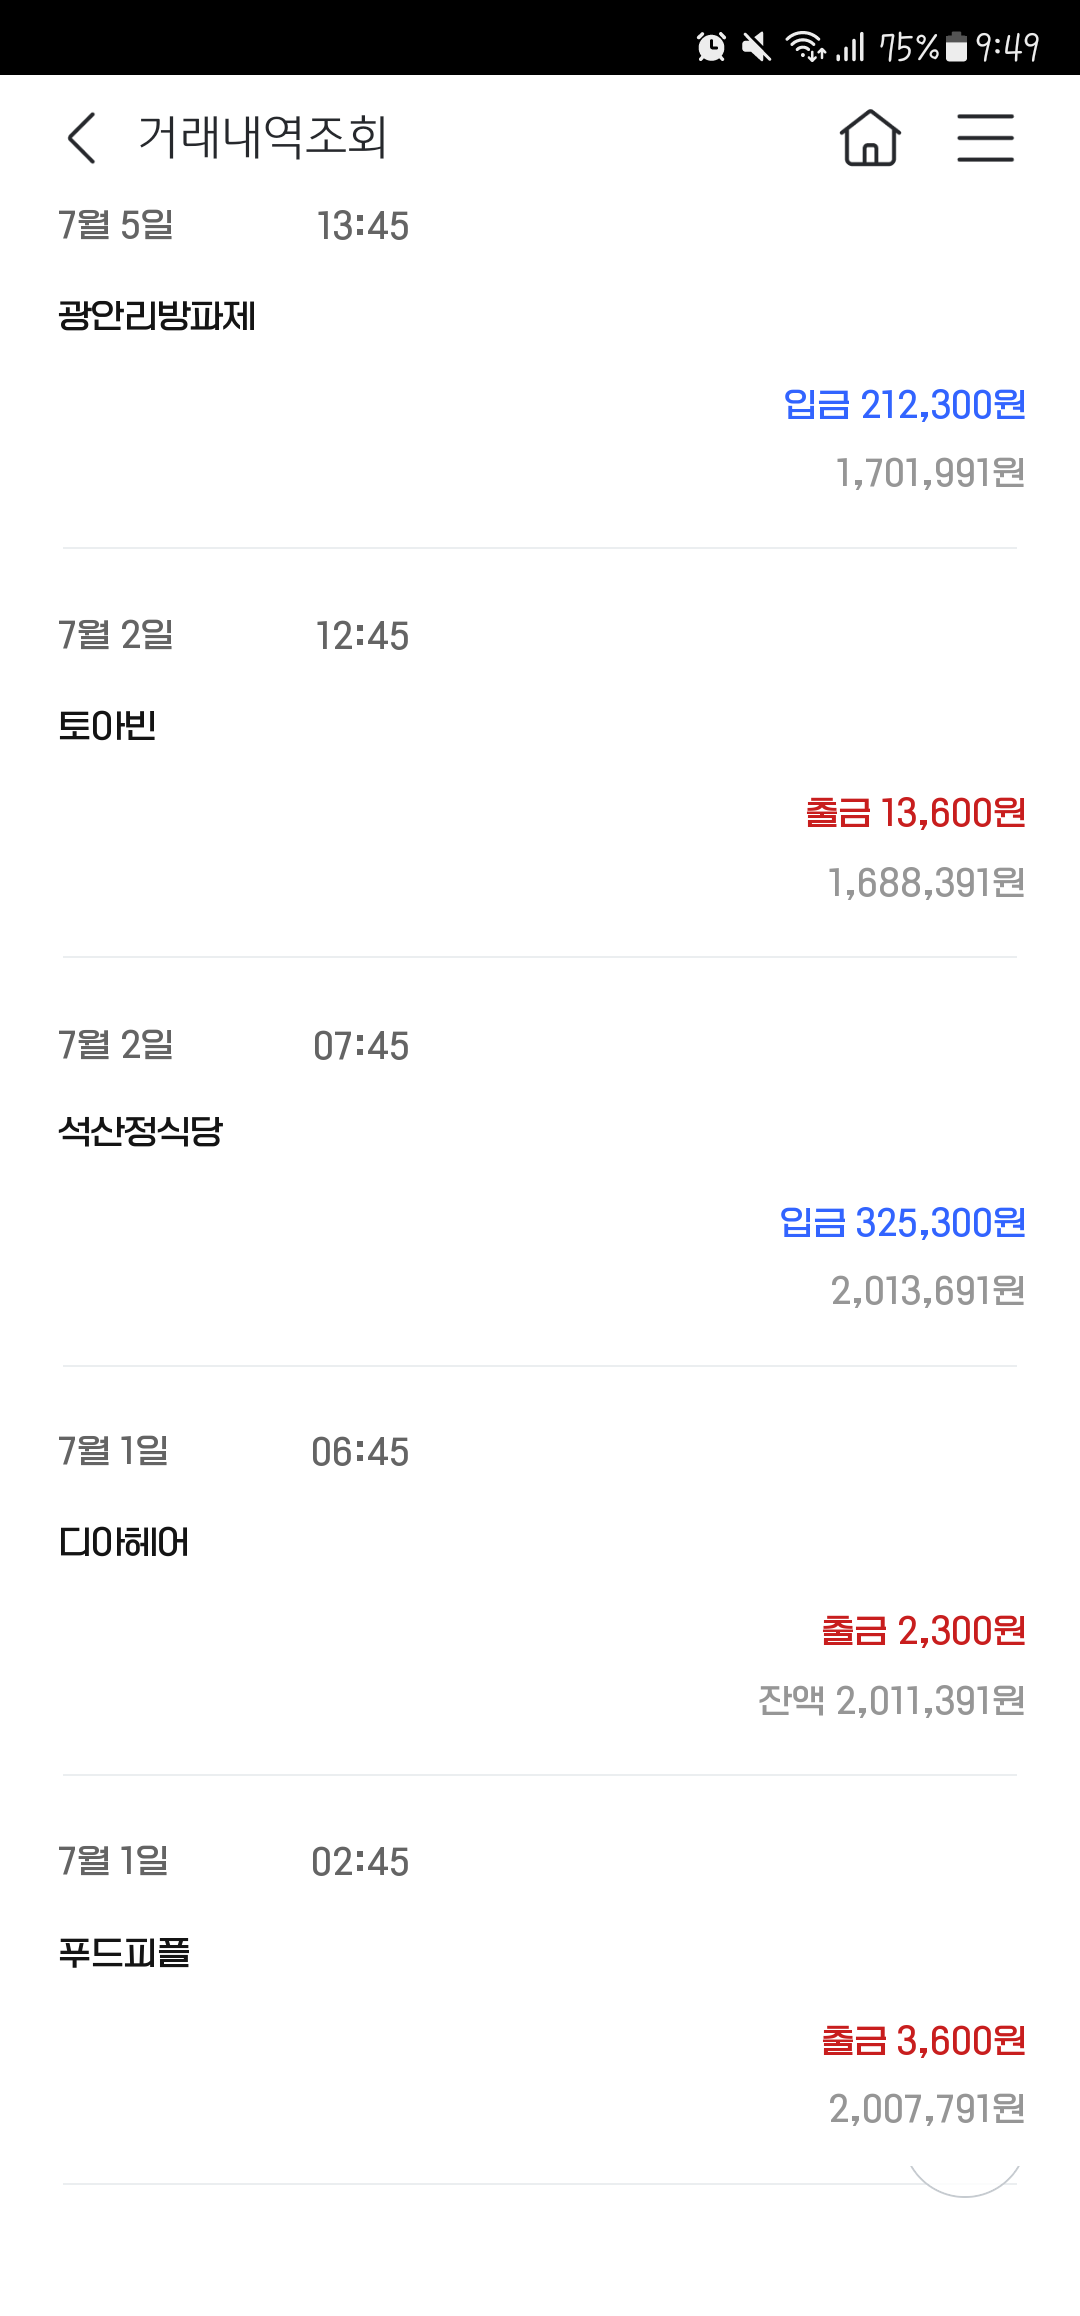 75% 9:49
거래내역조회
7월 5일 13:45
광안리방파제
입금 212,300원
1,701,991원
7월 2일 12:45
토아빈
출금 13,600원
1,688,391원
7월 2일 07:45
석산정식당
입금 325,300원
2,013,691원
7월 1일 06:45
디아헤어
출금 2,300원
잔액 2,011,391원
7월 1일 02:45
푸드피플
출금 3,600원
2,007,791원